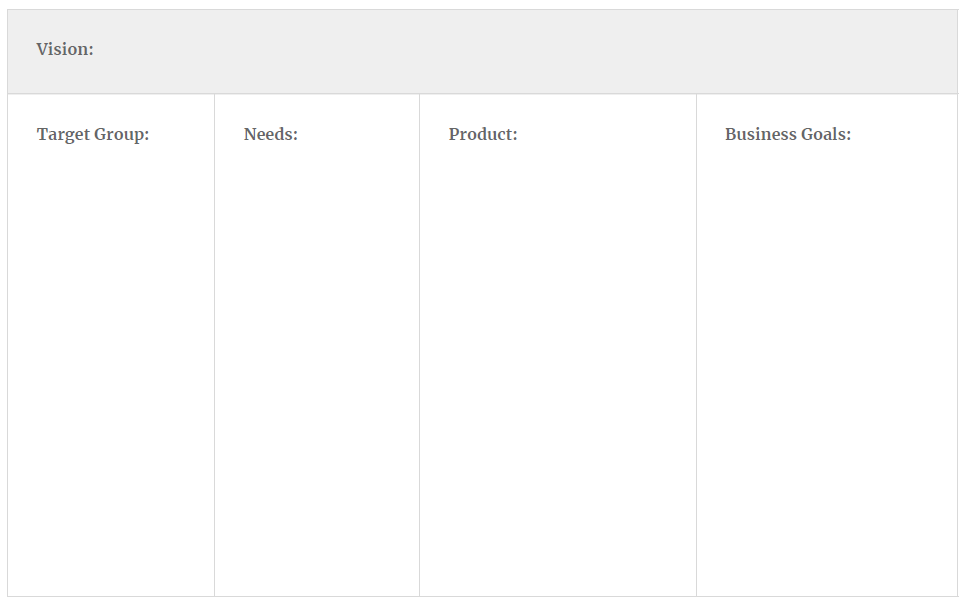 Vision:
Target Group:
Needs:
Product:
Business Goals: